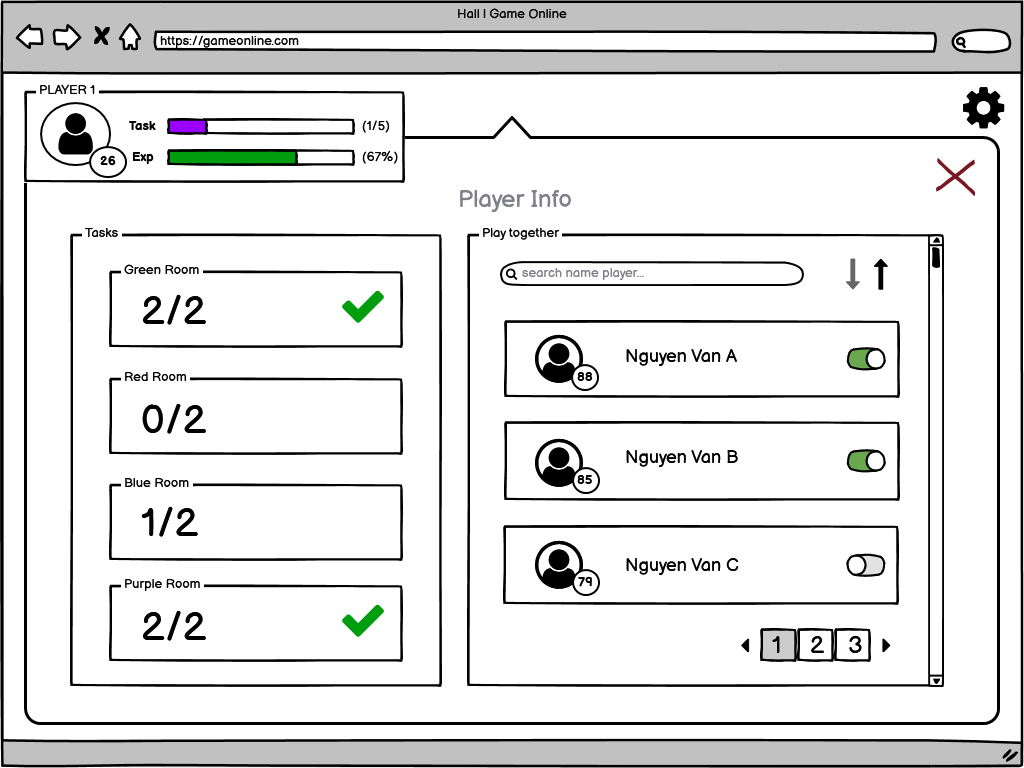 Hall | Game Online
https://gameonline.com
PLAYER 1
26
Task (1/5)
Exp (67%)
Player Info
Tasks
Green Room
2/2
Red Room
0/2
Blue Room
1/2
Purple Room
2/2
Play together
search name player...
Nguyen Van A
88
Nguyen Van B
85
Nguyen Van C
79
1 2 3